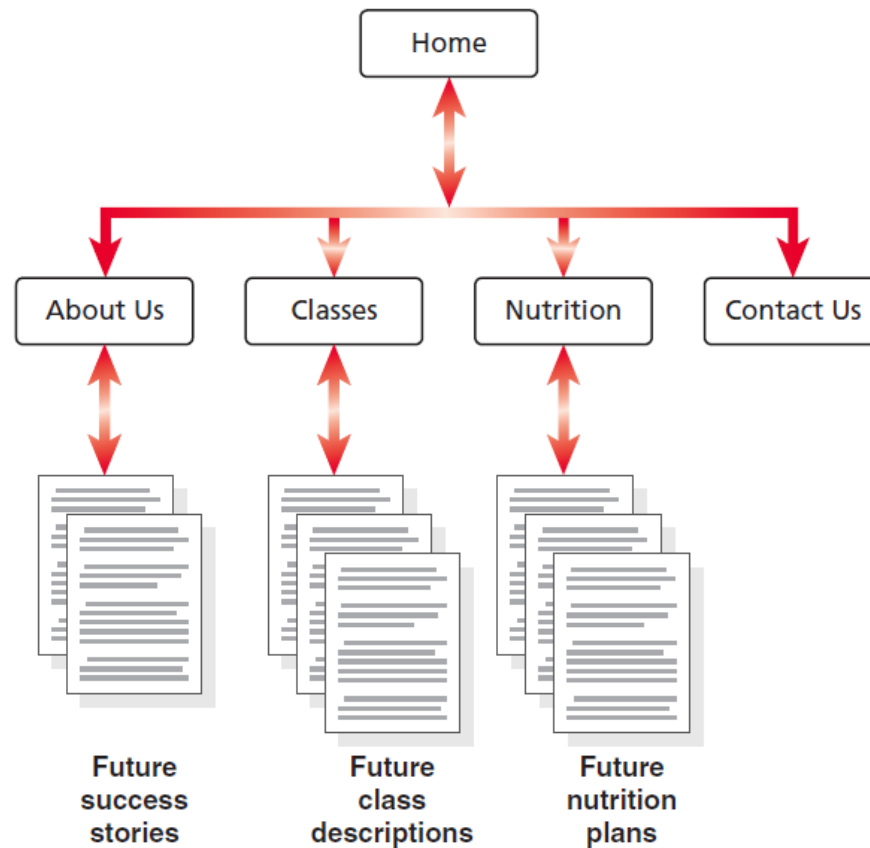 Home
About Us
Classes
Nutrition
Contact Us
Future
success
stories
Future
class
descriptions
Future
nutrition
plans